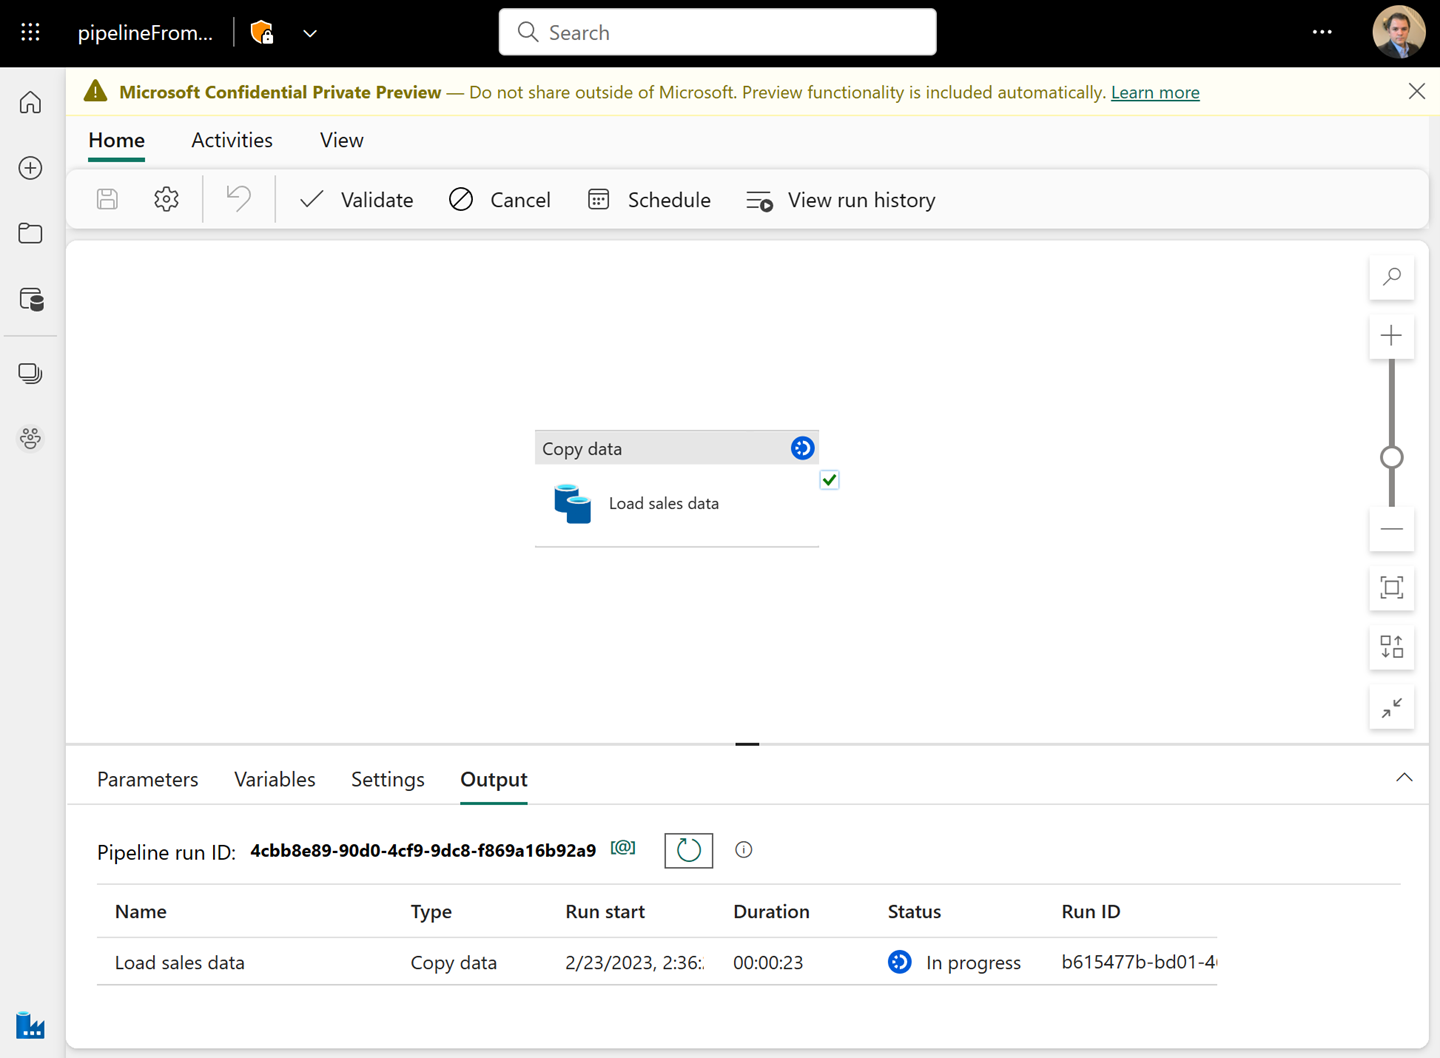 pipelineFrom...
Search
Microsoft Confidential Private Preview — Do not share outside of Microsoft. Preview functionality is included automatically. Learn more
Home Activities View
Validate Cancel Schedule View run history
Copy data
Load sales data
Parameters Variables Settings Output
Pipeline run ID: 4cbb8e89-90d0-4cf9-9dc8-f869a16b92a9 [@]
Name Type Run start Duration Status Run ID
Load sales data Copy data 2/23/2023, 2:36: 00:00:23 In progress b615477b-bd01-4